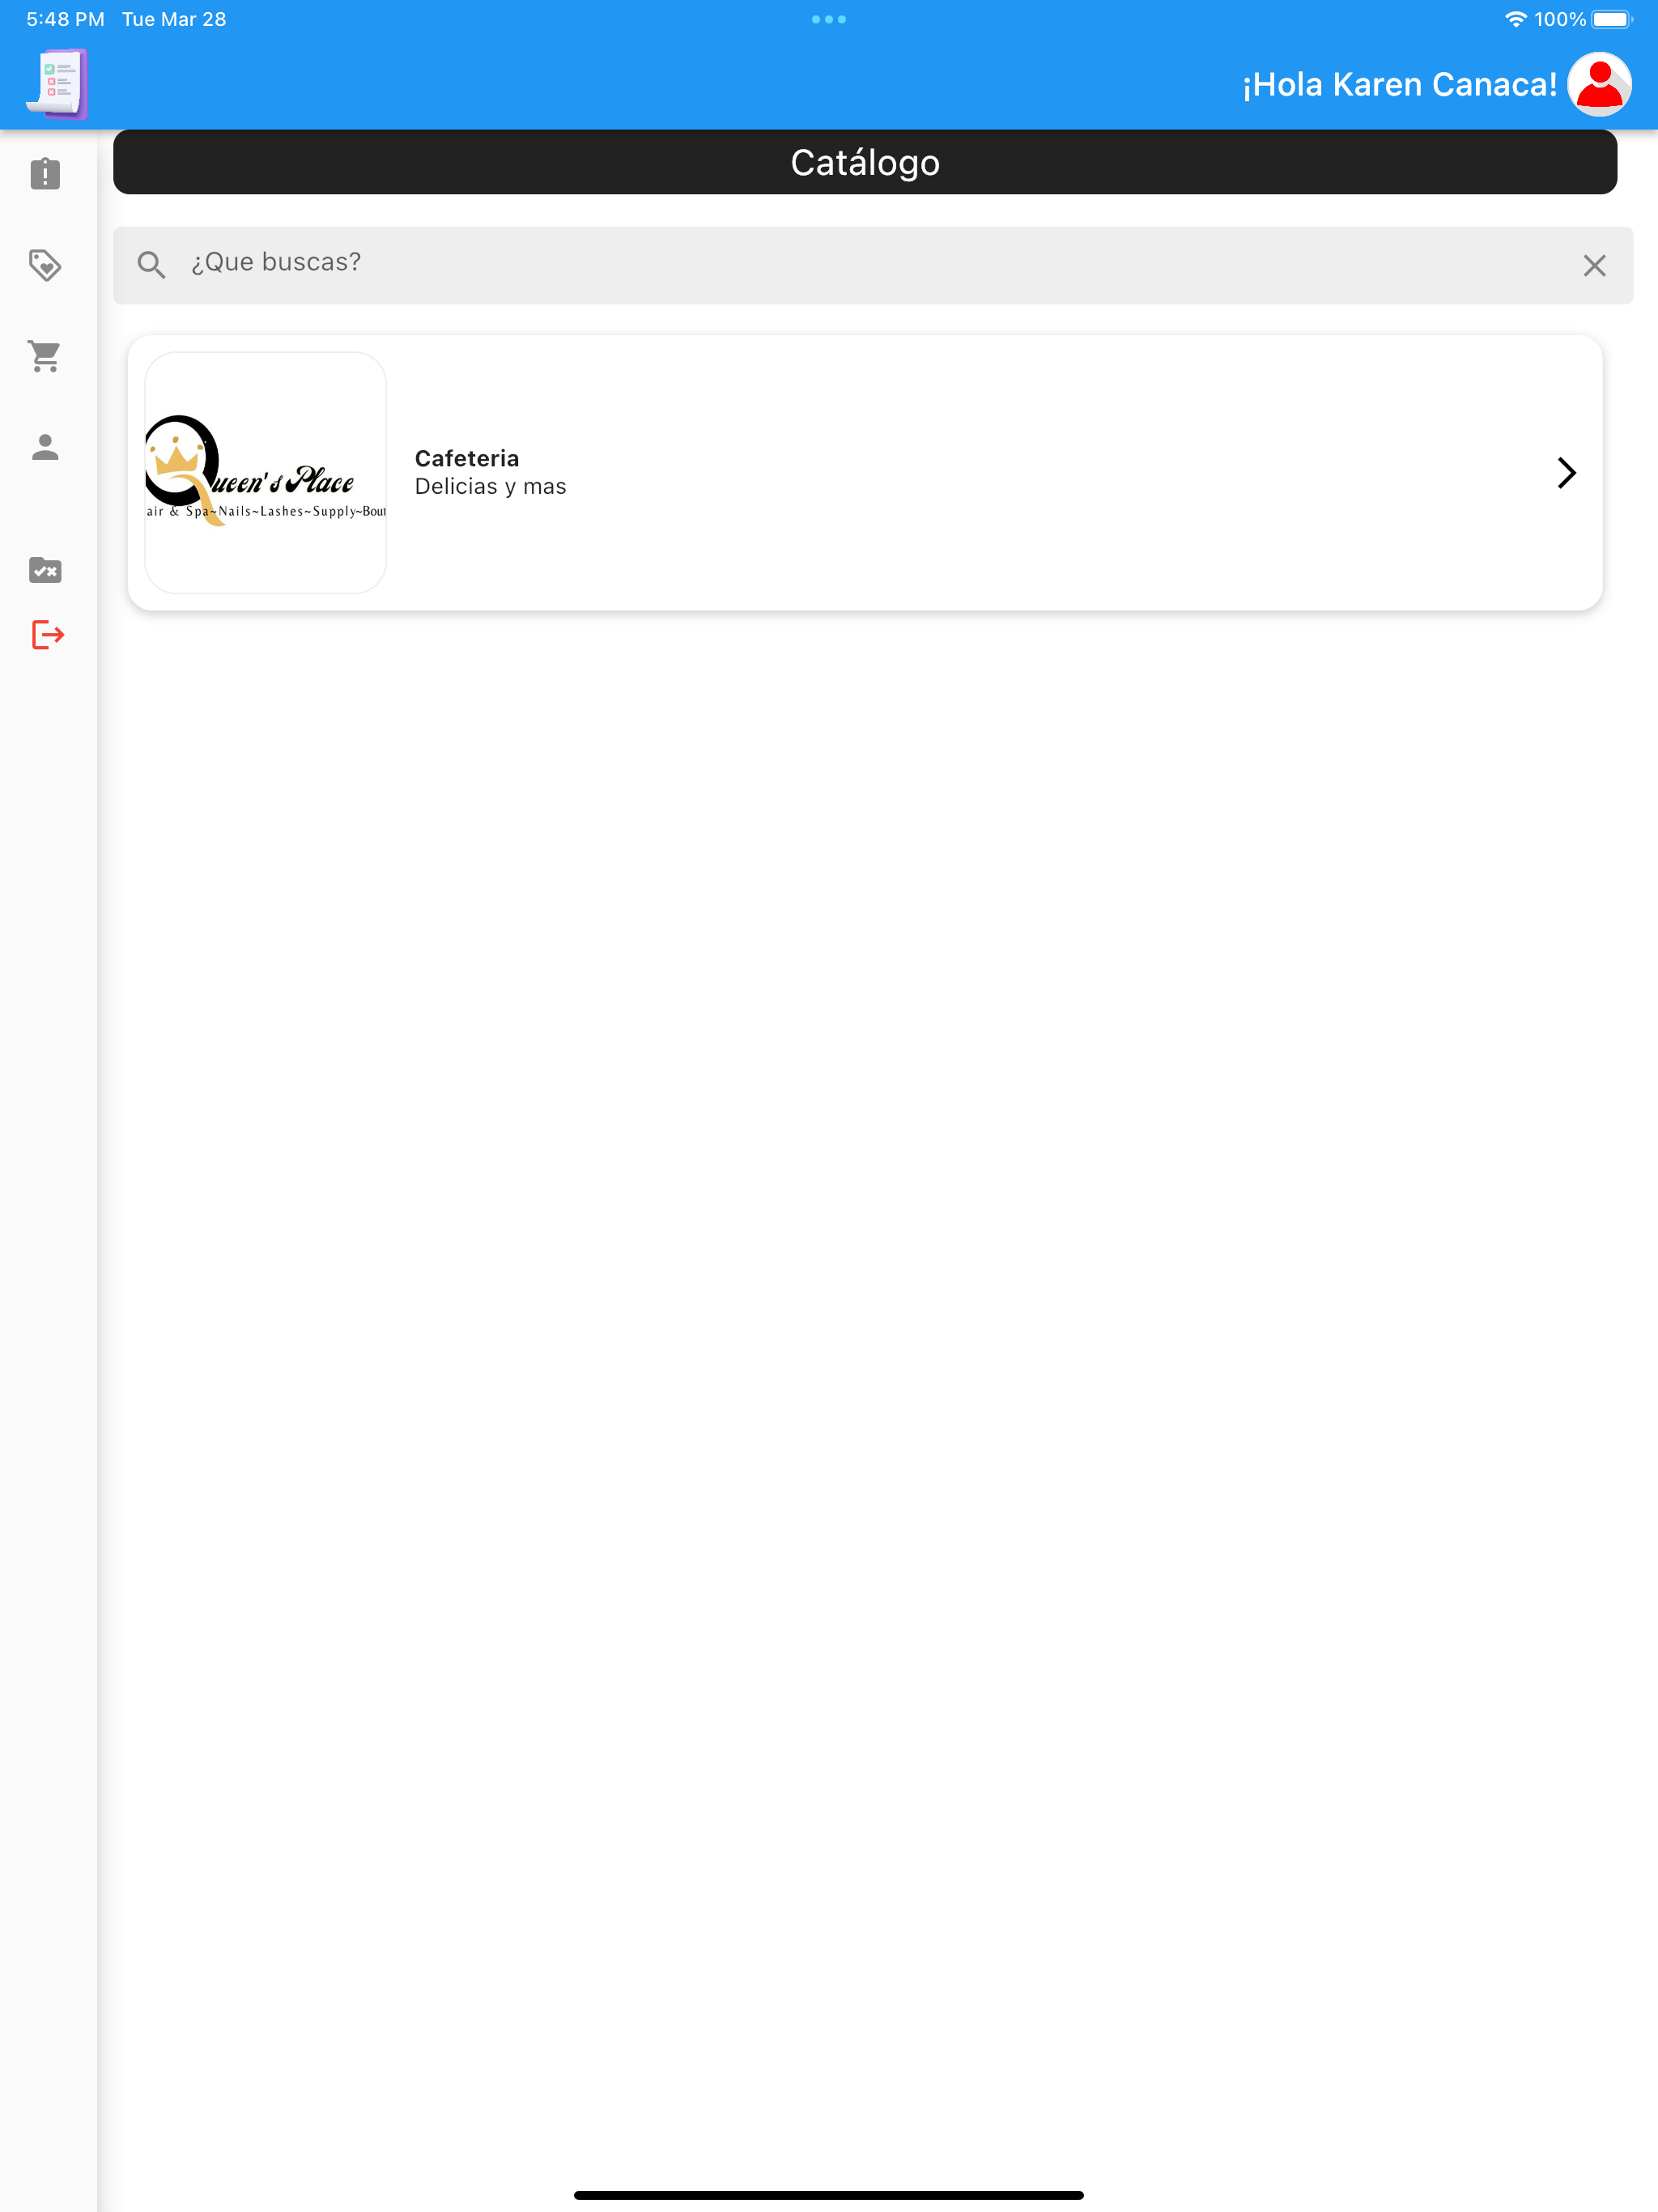 5:48 PM Tue Mar 28
100%
¡Hola Karen Canaca!
Catálogo
¿Que buscas?
Queen's Place
air & Spa~Nails~Lashes~Supply~Bout
Cafeteria
Delicias y mas